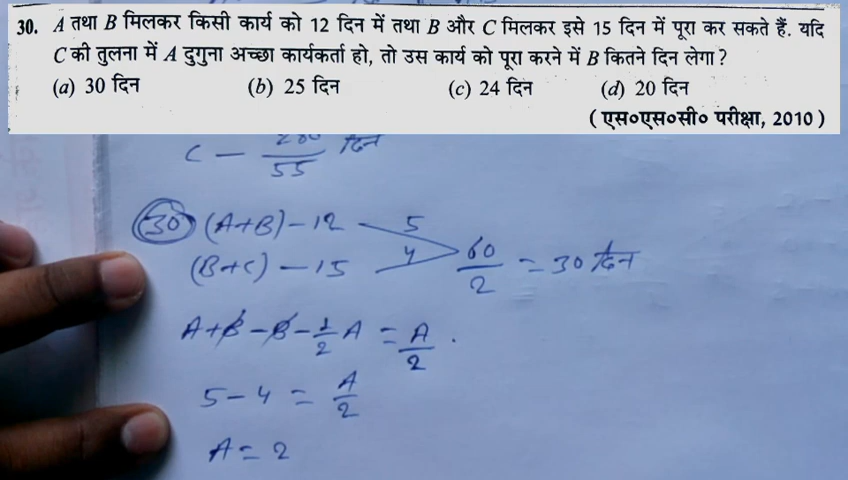 30. A तथा B मिलकर किसी कार्य को 12 दिन में तथा B और C मिलकर इसे 15 दिन में पूरा कर सकते हैं. यदि
C की तुलना में A दुगुना अच्छा कार्यकर्ता हो, तो उस कार्य को पूरा करने में B कितने दिन लेगा ?
(a) 30 दिन (b) 25 दिन (c) 24 दिन (d) 20 दिन
( एस०एस०सी० परीक्षा, 2010 )
C — /55 दिन
30 (A+B) – 12 5
(B+C) – 15 4 60/2 = 30 दिन
A+B – B – 1/2 A = A/2 .
5 – 4 = A/2
A = 2